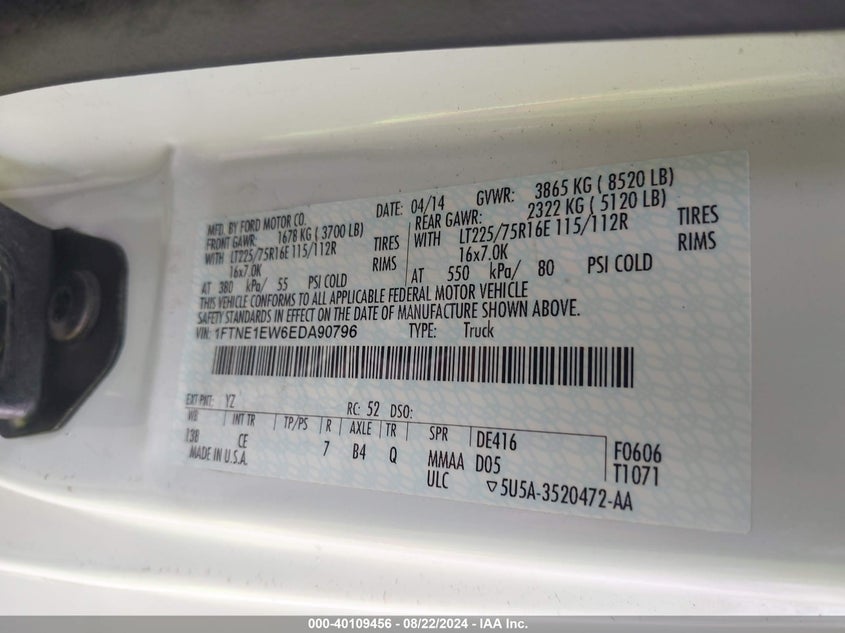 MFD. BY FORD MOTOR CO.
DATE: 04/14 GVWR: 3865 KG ( 8520 LB)
FRONT GAWR: 1678 KG ( 3700 LB) REAR GAWR: 2322 KG ( 5120 LB)
WITH LT225/75R16E 115/112R TIRES WITH LT225/75R16E 115/112R TIRES
16x7.0K RIMS 16x7.0K RIMS
AT 380 kPa/ 55 PSI COLD AT 550 kPa/ 80 PSI COLD
THIS VEHICLE CONFORMS TO ALL APPLICABLE FEDERAL MOTOR VEHICLE
SAFETY STANDARDS IN EFFECT ON THE DATE OF MANUFACTURE SHOWN ABOVE.
VIN: 1FTNE1EW6EDA90796 TYPE: Truck
EXT PNT: YZ RC: 52 DSO:
WB INT TR TP/PS R AXLE TR SPR DE416 F0606
138 CE 7 B4 Q MMAA D05 T1071
MADE IN U.S.A. ULC ▽5U5A-3520472-AA
000-40109456 - 08/22/2024 - IAA Inc.